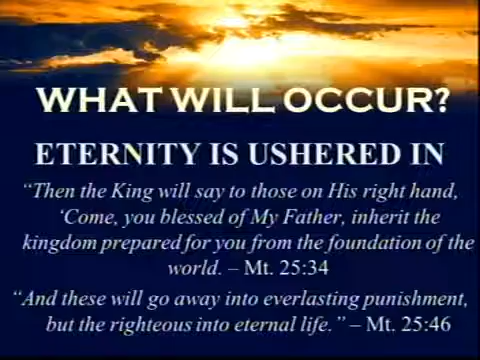 WHAT WILL OCCUR?
ETERNITY IS USHERED IN
“Then the King will say to those on His right hand,
‘Come, you blessed of My Father, inherit the
kingdom prepared for you from the foundation of the
world. – Mt. 25:34
“And these will go away into everlasting punishment,
but the righteous into eternal life.” – Mt. 25:46